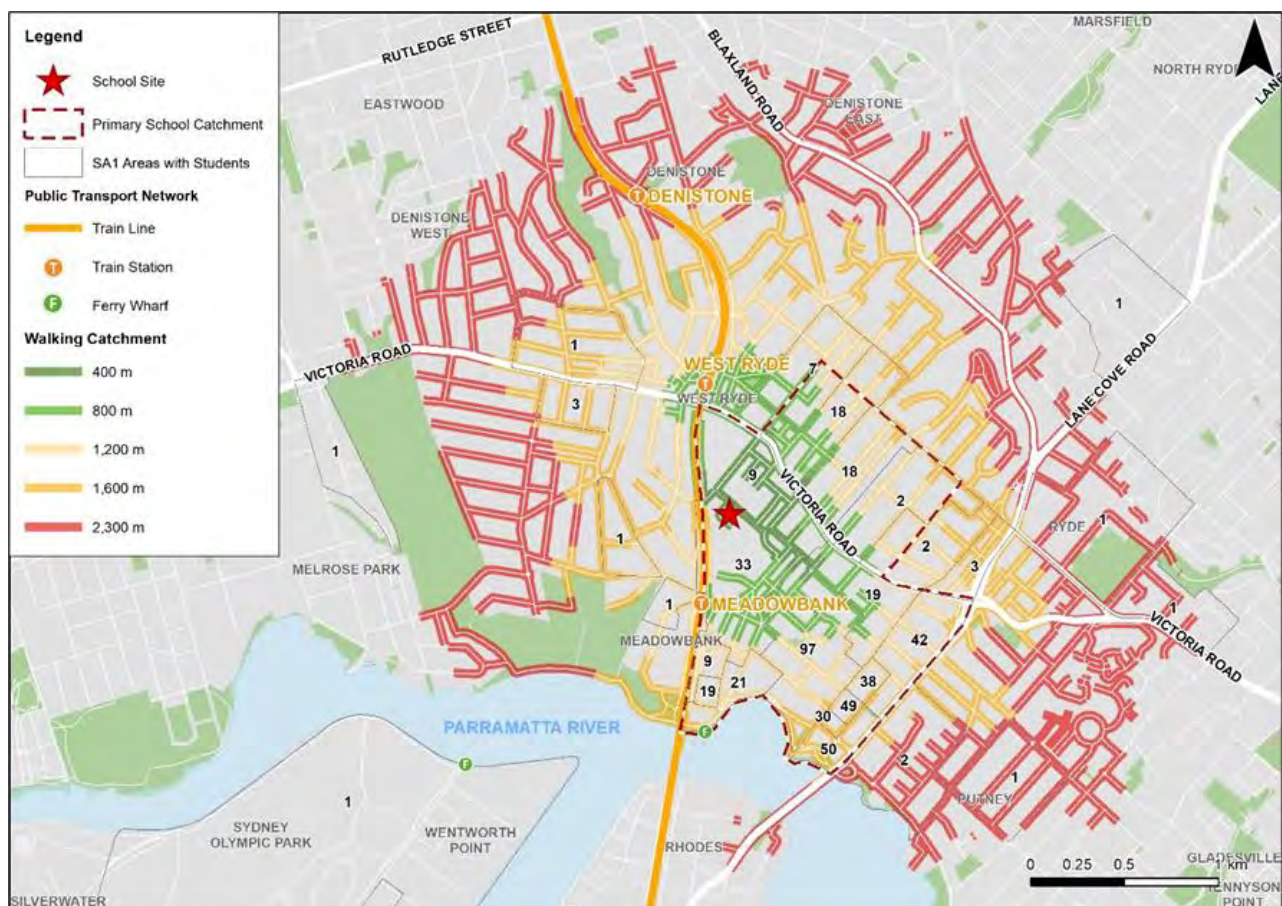 Legend
School Site
Primary School Catchment
SA1 Areas with Students
Public Transport Network
Train Line
T
Train Station
F
Ferry Wharf
Walking Catchment
400 m
800 m
1,200 m
1,600 m
2,300 m
MARSFIELD
RUTLEDGE STREET
BLAXLAND ROAD
NORTH RYDE
LANE
EASTWOOD
DENISTONE
EAST
DENISTONE
T DENISTONE
DENISTONE
WEST
1
VICTORIA ROAD
1
WEST RYDE
T
WEST RYDE
7
LANE COVE ROAD
3
18
1
9
VICTORIA ROAD
18
2
1
2
RYDE
1
MELROSE PARK
33
3
1
T MEADOWBANK
19
1
VICTORIA ROAD
MEADOWBANK
42
97
9
21
38
19
49
30
PARRAMATTA RIVER
F
50
2
F
1
PUTNEY
1
SYDNEY
OLYMPIC PARK
WENTWORTH
POINT
RHODES
0 0.25 0.5 1 km
GLADESVILLE
TENNYSON
POINT
SILVERWATER